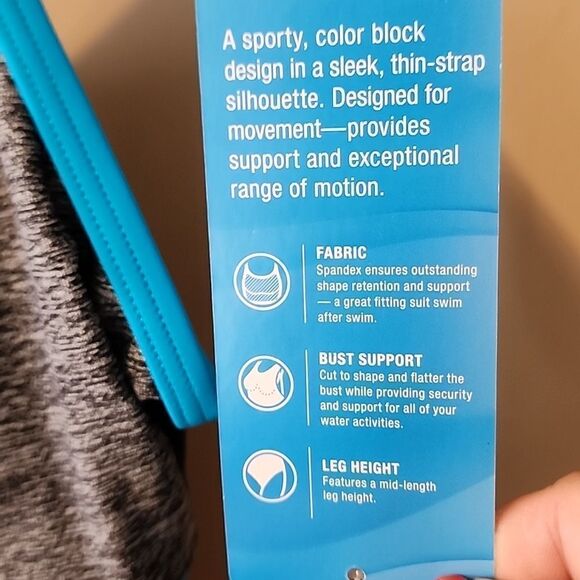 A sporty, color block
design in a sleek, thin-strap
silhouette. Designed for
movement—provides
support and exceptional
range of motion.
FABRIC
Spandex ensures outstanding
shape retention and support
— a great fitting suit swim
after swim.
BUST SUPPORT
Cut to shape and flatter the
bust while providing security
and support for all of your
water activities.
LEG HEIGHT
Features a mid-length
leg height.